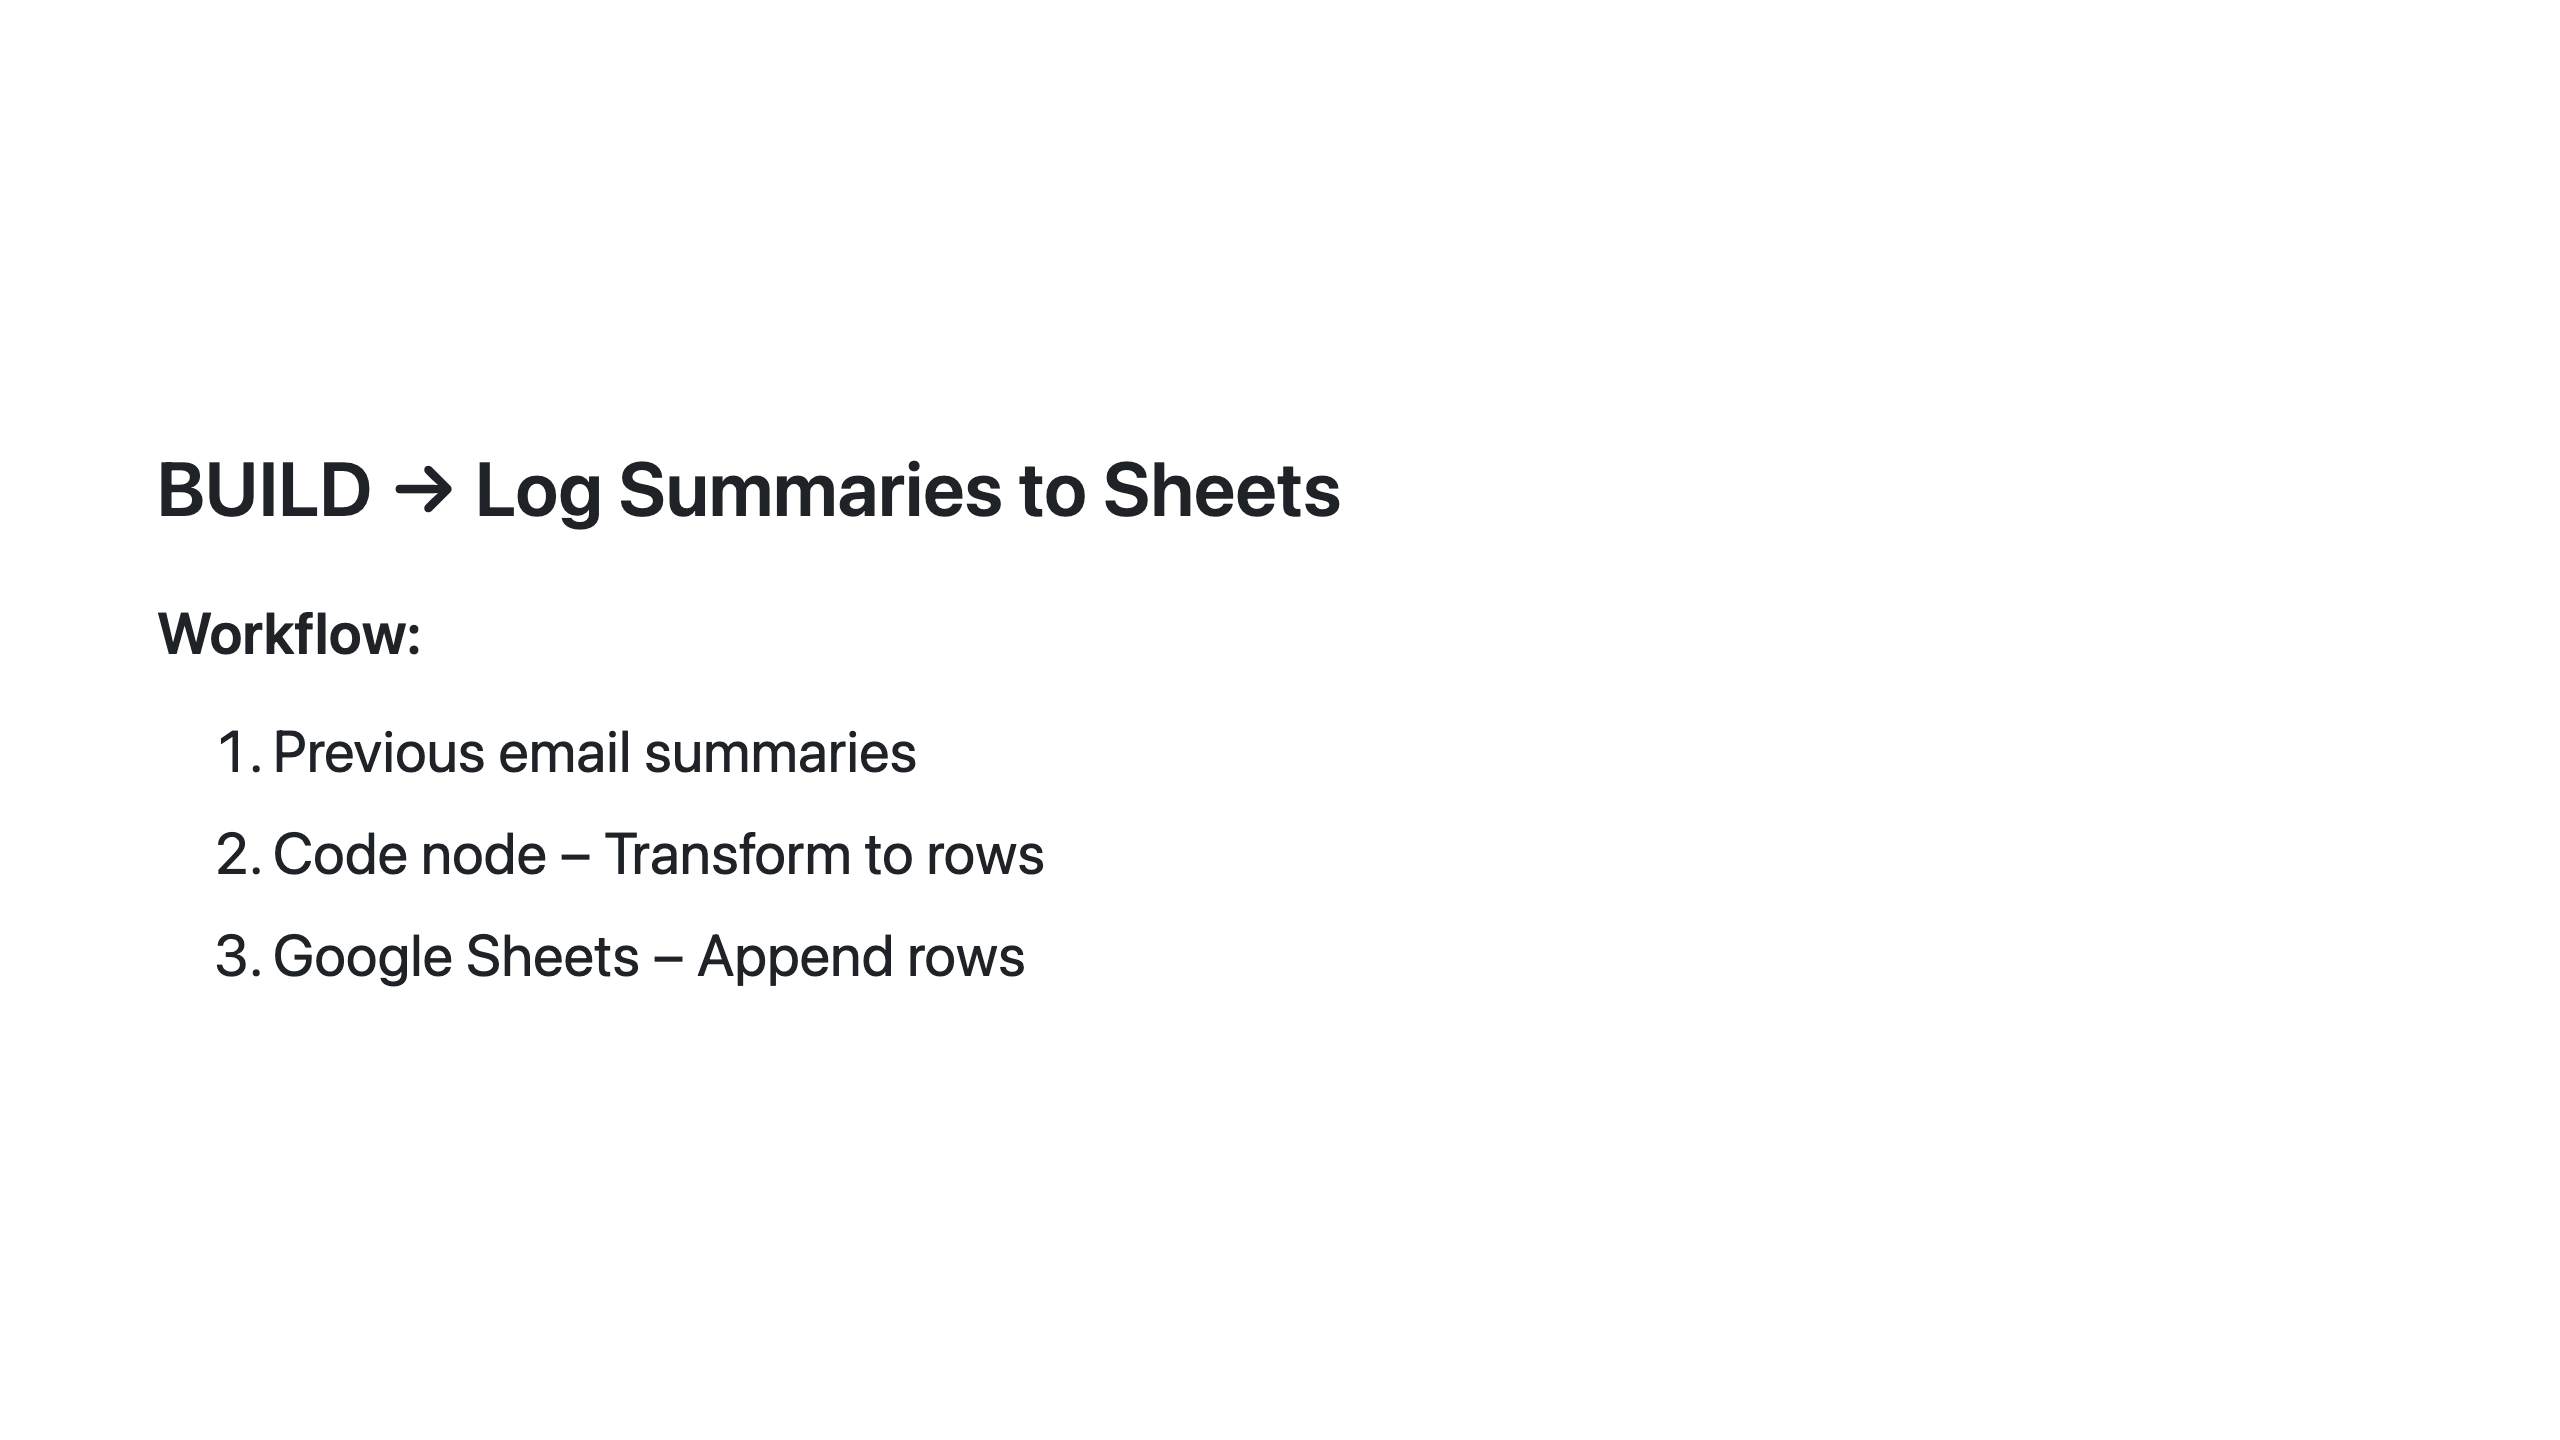 BUILD → Log Summaries to Sheets
Workflow:
1. Previous email summaries
2. Code node – Transform to rows
3. Google Sheets – Append rows